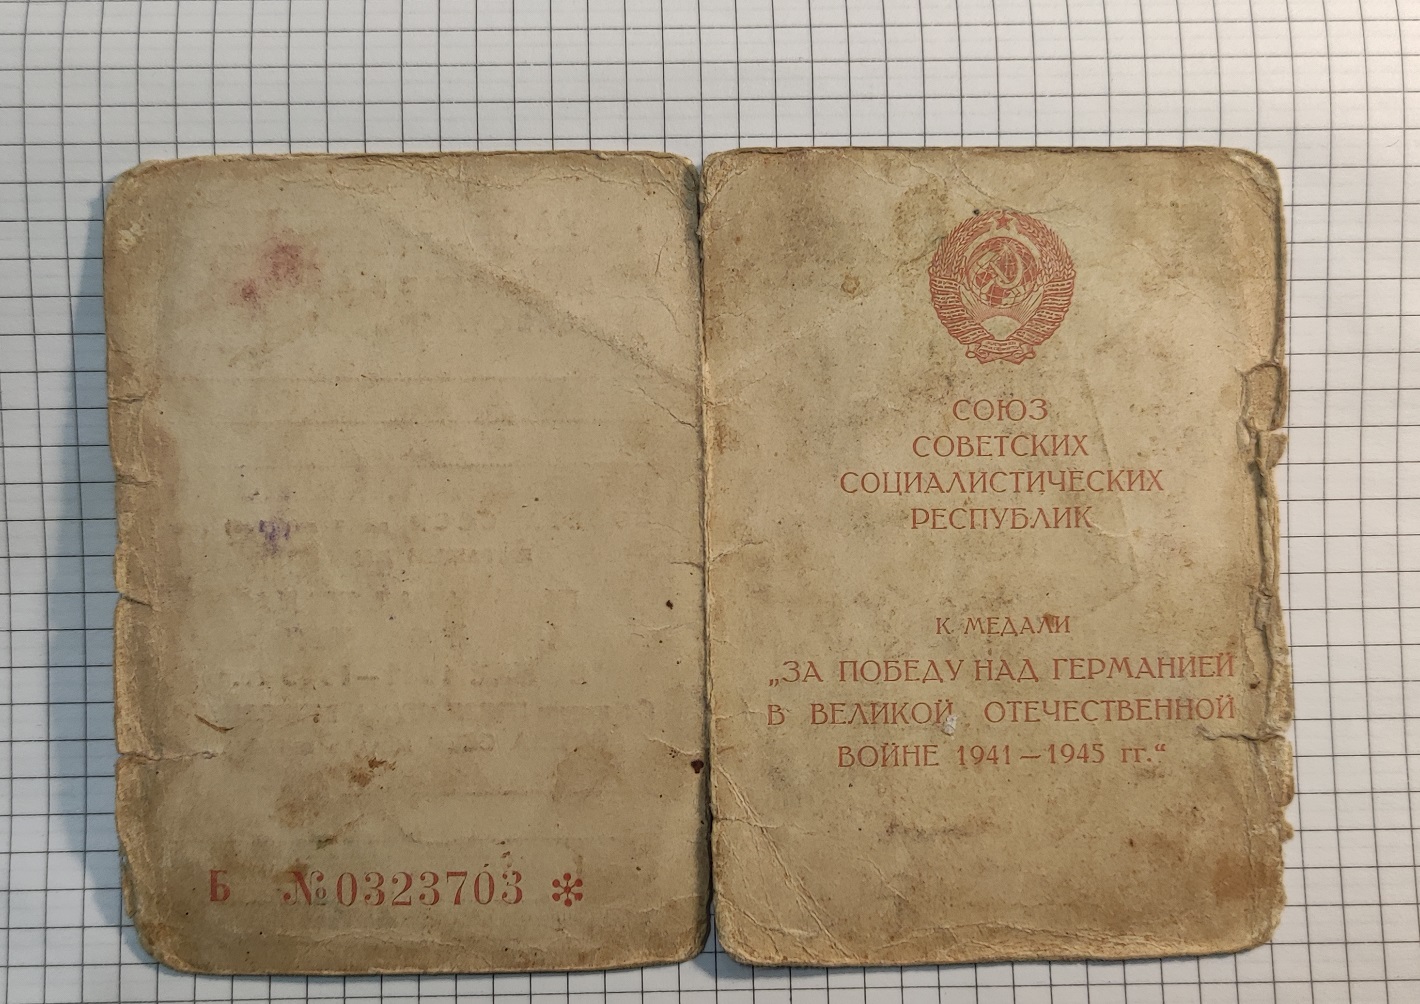 Б №0323703 *
СОЮЗ
СОВЕТСКИХ
СОЦИАЛИСТИЧЕСКИХ
РЕСПУБЛИК
К МЕДАЛИ
„ЗА ПОБЕДУ НАД ГЕРМАНИЕЙ
В ВЕЛИКОЙ ОТЕЧЕСТВЕННОЙ
ВОЙНЕ 1941—1945 гг.“